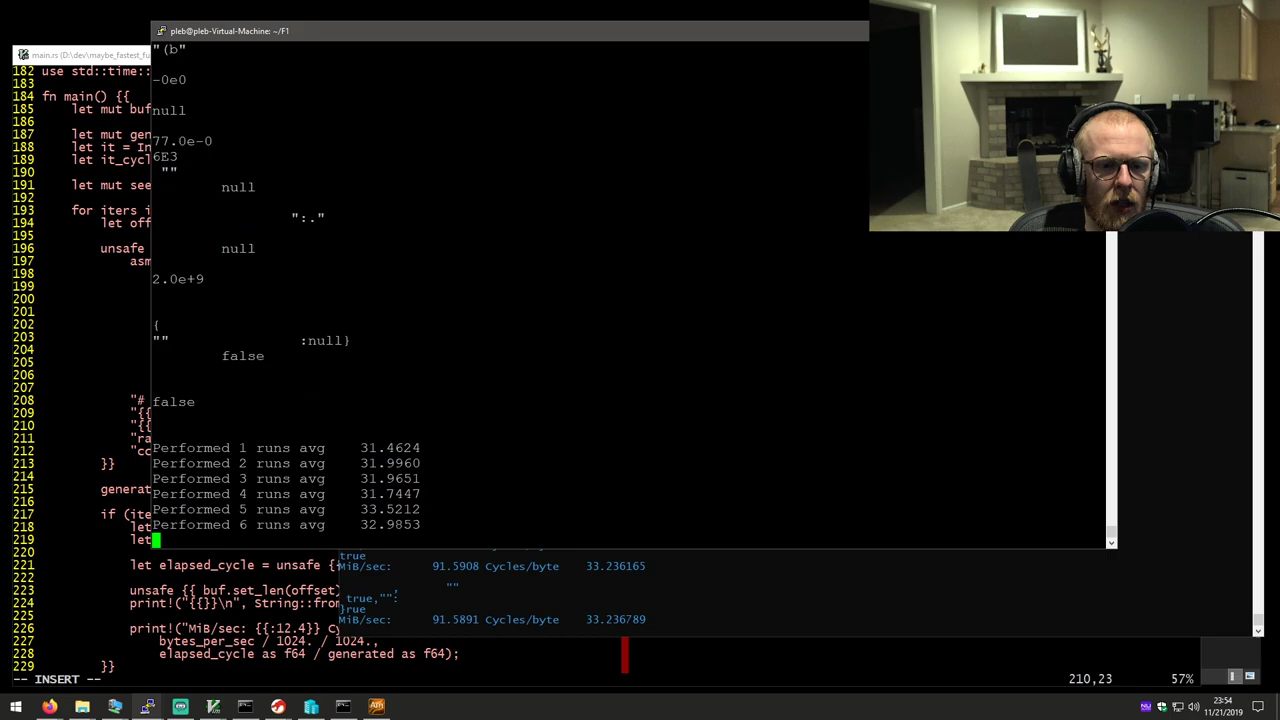 pleb@pleb-Virtual-Machine: ~/F1
"(b"
-0e0
null
77.0e-0
6E3
""
null
":."
null
2.0e+9
{
"" :null}
false
false
Performed 1 runs avg 31.4624
Performed 2 runs avg 31.9960
Performed 3 runs avg 31.9651
Performed 4 runs avg 31.7447
Performed 5 runs avg 33.5212
Performed 6 runs avg 32.9853
main.rs (D:\dev\maybe_fastest_fu
182 use std::time:
183
184 fn main() {{
185 let mut buf
186
187 let mut gen
188 let it = In
189 let it_cycl
190
191 let mut see
192
193 for iters i
194 let off
195
196 unsafe
197 asm
198
199
200
201
202
203
204
205
206
207
208 "#
209 "{{
210 "{{
211 "ra
212 "cc
213 }}
214
215 generat
216
217 if (ite
218 let
219 let
220
221 let elapsed_cycle = unsafe {
222
223 unsafe {{ buf.set_len(offset
224 print!("{{}}\n", String::from
225
226 print!("MiB/sec: {{:12.4}} Cy
227 bytes_per_sec / 1024. / 1024.,
228 elapsed_cycle as f64 / generated as f64);
229 }}
-- INSERT -- 210,23 57%
true
MiB/sec: 91.5908 Cycles/byte 33.236165
, ""
true,"":
}rue
MiB/sec: 91.5891 Cycles/byte 33.236789
23:54
11/21/2019